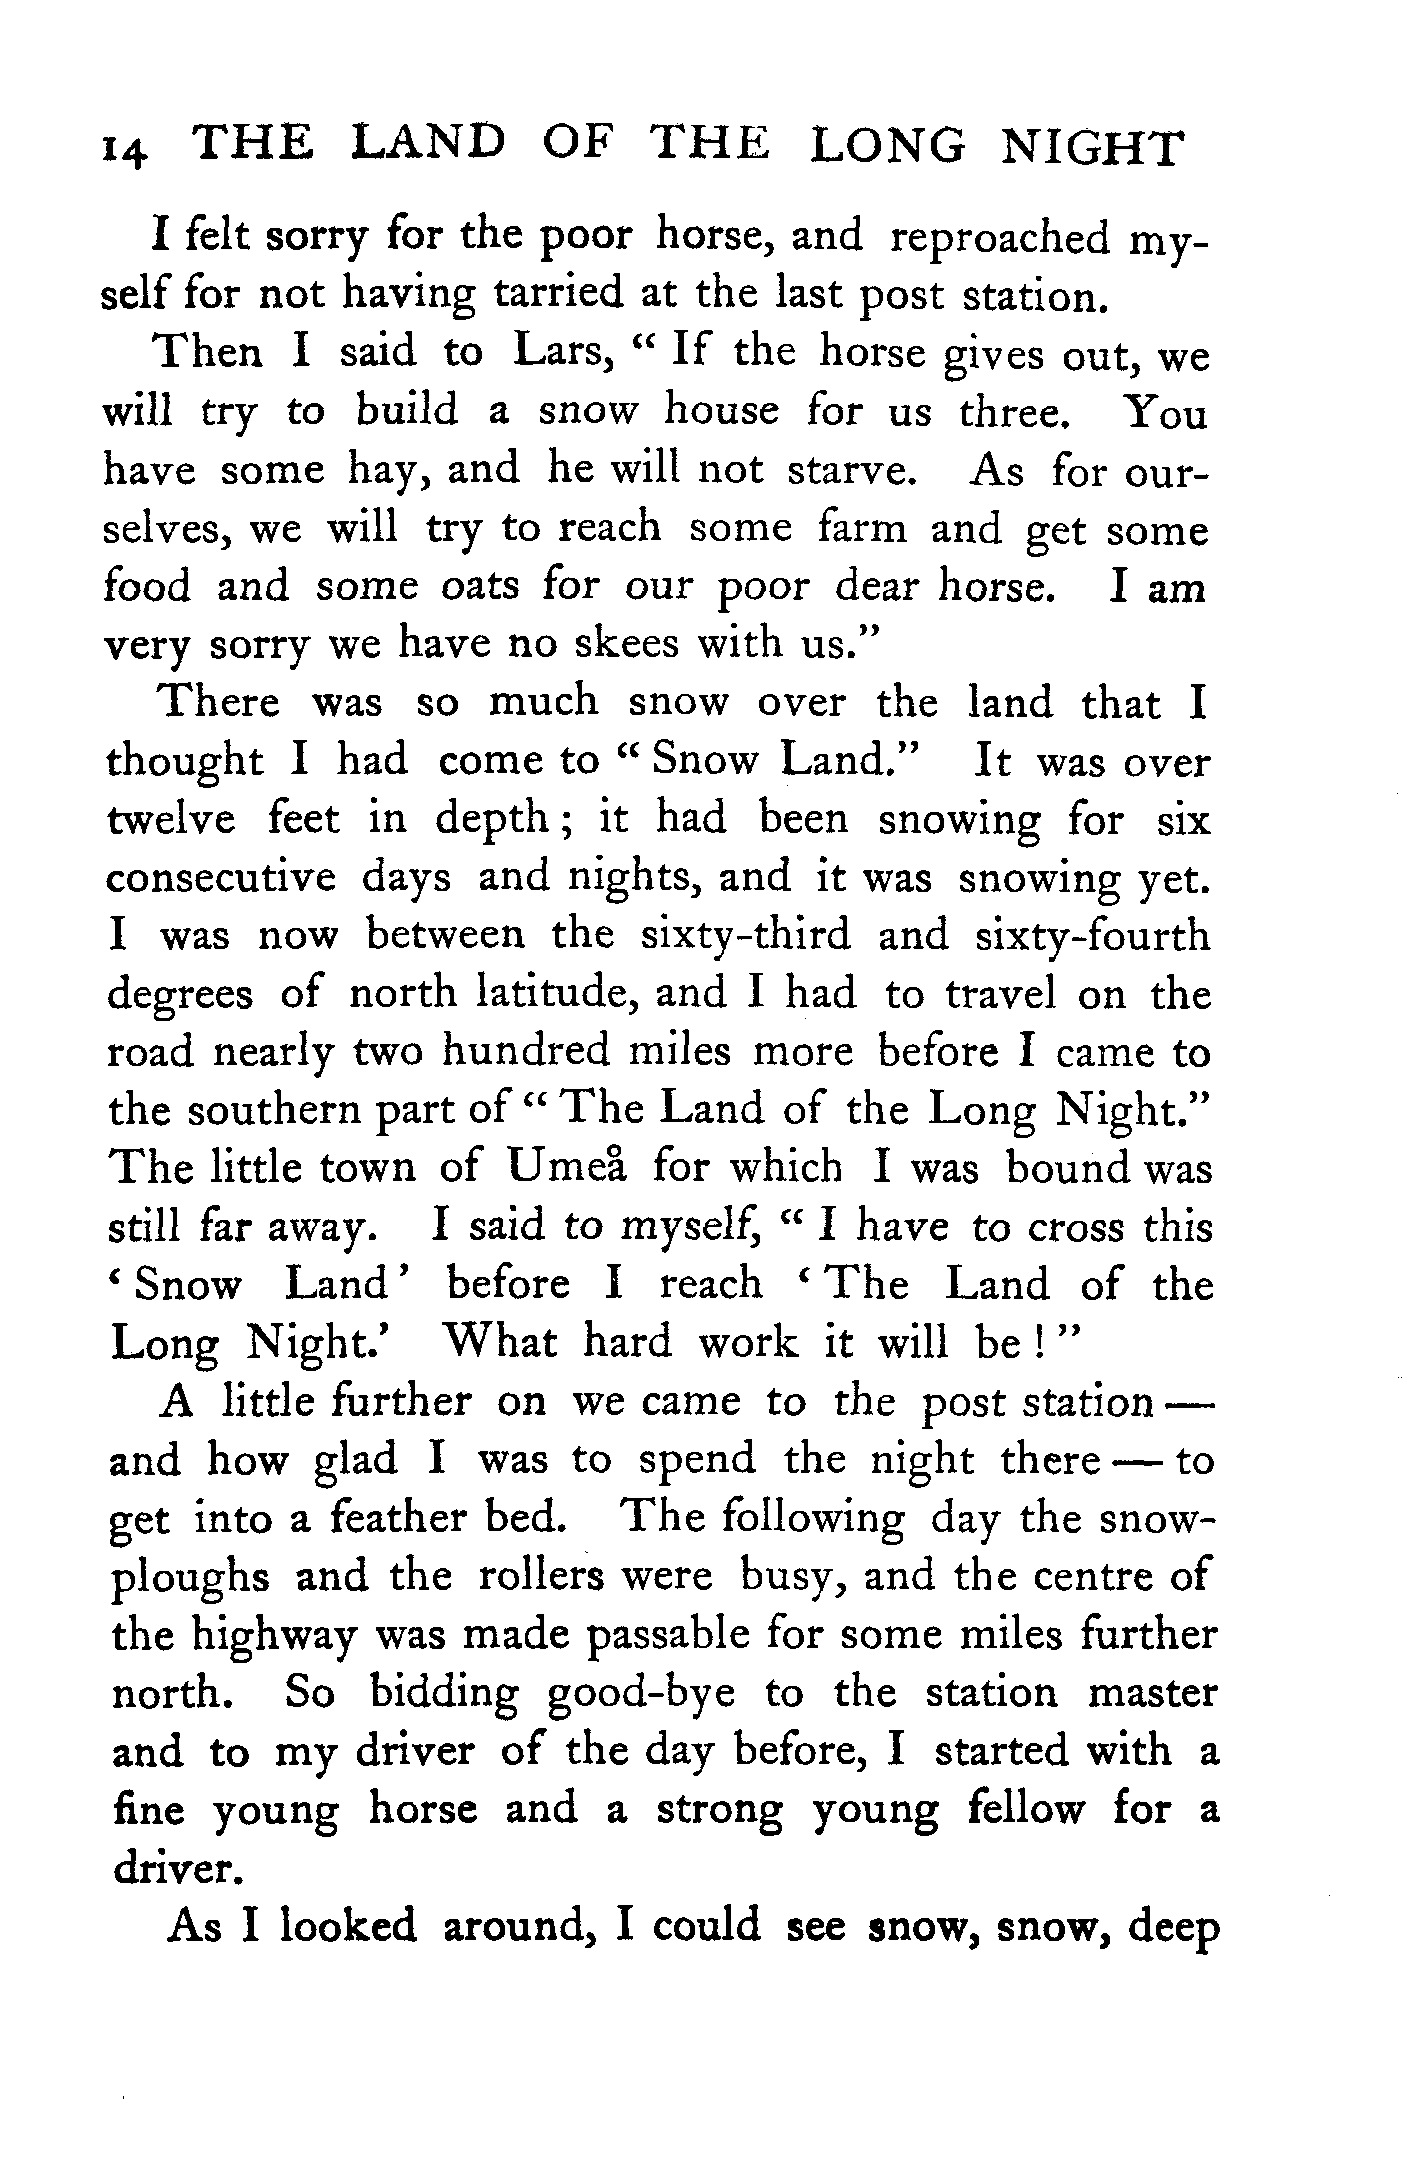 14 THE LAND OF THE LONG NIGHT
I felt sorry for the poor horse, and reproached my-
self for not having tarried at the last post station.
Then I said to Lars, “ If the horse gives out, we
will try to build a snow house for us three. You
have some hay, and he will not starve. As for our-
selves, we will try to reach some farm and get some
food and some oats for our poor dear horse. I am
very sorry we have no skees with us.”
There was so much snow over the land that I
thought I had come to “ Snow Land.” It was over
twelve feet in depth ; it had been snowing for six
consecutive days and nights, and it was snowing yet.
I was now between the sixty-third and sixty-fourth
degrees of north latitude, and I had to travel on the
road nearly two hundred miles more before I came to
the southern part of “ The Land of the Long Night.”
The little town of Umeå for which I was bound was
still far away. I said to myself, “ I have to cross this
‘ Snow Land ’ before I reach ‘ The Land of the
Long Night.’ What hard work it will be ! ”
A little further on we came to the post station —
and how glad I was to spend the night there — to
get into a feather bed. The following day the snow-
ploughs and the rollers were busy, and the centre of
the highway was made passable for some miles further
north. So bidding good-bye to the station master
and to my driver of the day before, I started with a
fine young horse and a strong young fellow for a
driver.
As I looked around, I could see snow, snow, deep